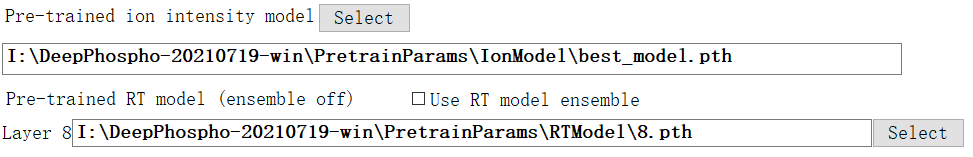 Pre-trained ion intensity model Select
I:\DeepPhospho-20210719-win\PretrainParams\IonModel\best_model.pth
Pre-trained RT model (ensemble off) Use RT model ensemble
Layer 8 I:\DeepPhospho-20210719-win\PretrainParams\RTModel\8.pth Select